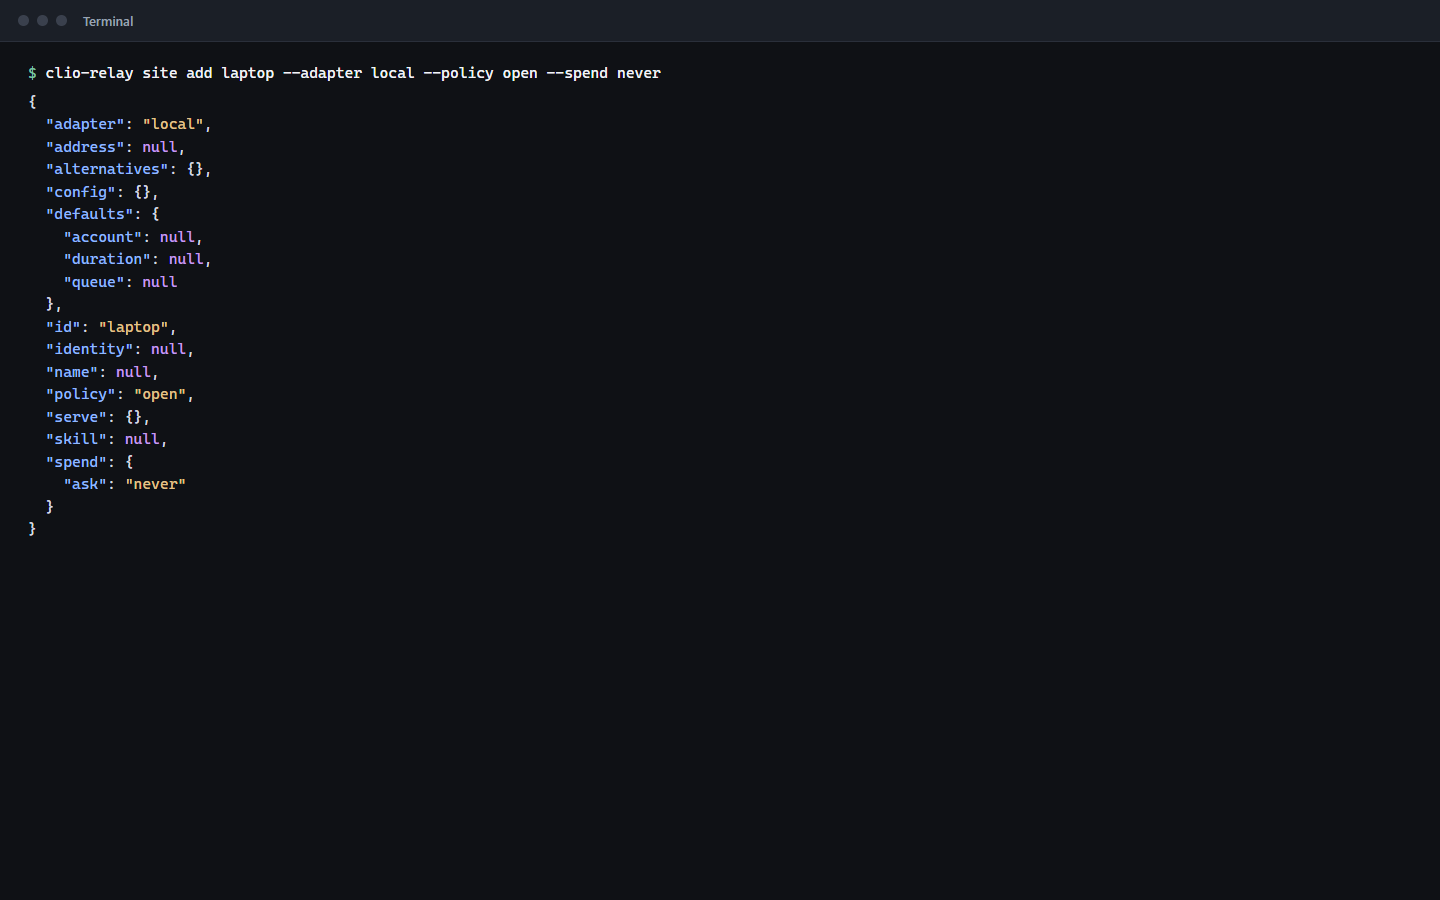 Terminal
$ clio-relay site add laptop --adapter local --policy open --spend never
{
  "adapter": "local",
  "address": null,
  "alternatives": {},
  "config": {},
  "defaults": {
    "account": null,
    "duration": null,
    "queue": null
  },
  "id": "laptop",
  "identity": null,
  "name": null,
  "policy": "open",
  "serve": {},
  "skill": null,
  "spend": {
    "ask": "never"
  }
}